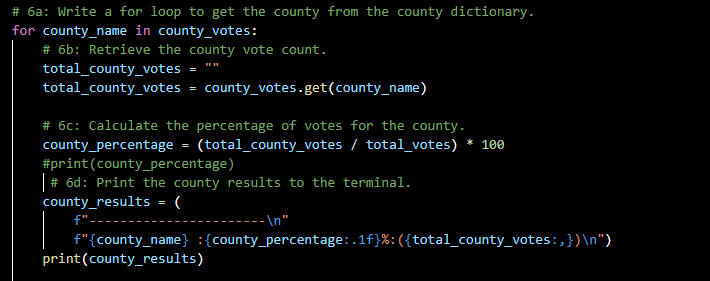 # 6a: Write a for loop to get the county from the county dictionary.
for county_name in county_votes:
# 6b: Retrieve the county vote count.
total_county_votes = ""
total_county_votes = county_votes.get(county_name)
# 6c: Calculate the percentage of votes for the county.
county_percentage = (total_county_votes / total_votes) * 100
#print(county_percentage)
# 6d: Print the county results to the terminal.
county_results = (
f"-----------------------\n"
f"{county_name} :{county_percentage:.1f}%:({total_county_votes:,})\n")
print(county_results)